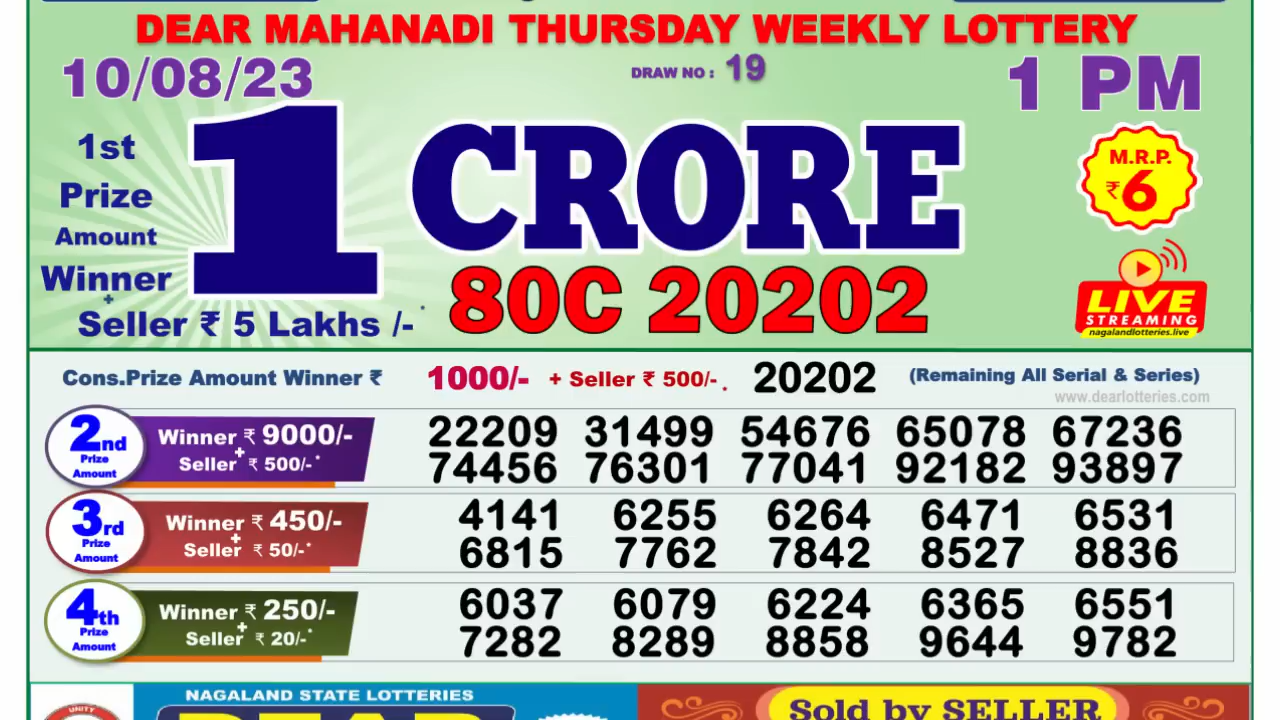 DEAR MAHANADI THURSDAY WEEKLY LOTTERY
10/08/23
DRAW NO : 19
1 PM
1st
Prize
Amount
Winner
+
Seller ₹ 5 Lakhs /-
1 CRORE
80C 20202
M.R.P.
₹6
LIVE
STREAMING
nagalandlotteries.live
Cons.Prize Amount Winner ₹ 1000/- + Seller ₹ 500/- . 20202 (Remaining All Serial & Series)
www.dearlotteries.com
2nd
Prize
Amount
Winner ₹ 9000/-
+
Seller ₹ 500/-*
22209 31499 54676 65078 67236
74456 76301 77041 92182 93897
3rd
Prize
Amount
Winner ₹ 450/-
+
Seller ₹ 50/-*
4141 6255 6264 6471 6531
6815 7762 7842 8527 8836
4th
Prize
Amount
Winner ₹ 250/-
+
Seller ₹ 20/-*
6037 6079 6224 6365 6551
7282 8289 8858 9644 9782
NAGALAND STATE LOTTERIES
DEAR
UNITY
Sold by SELLER